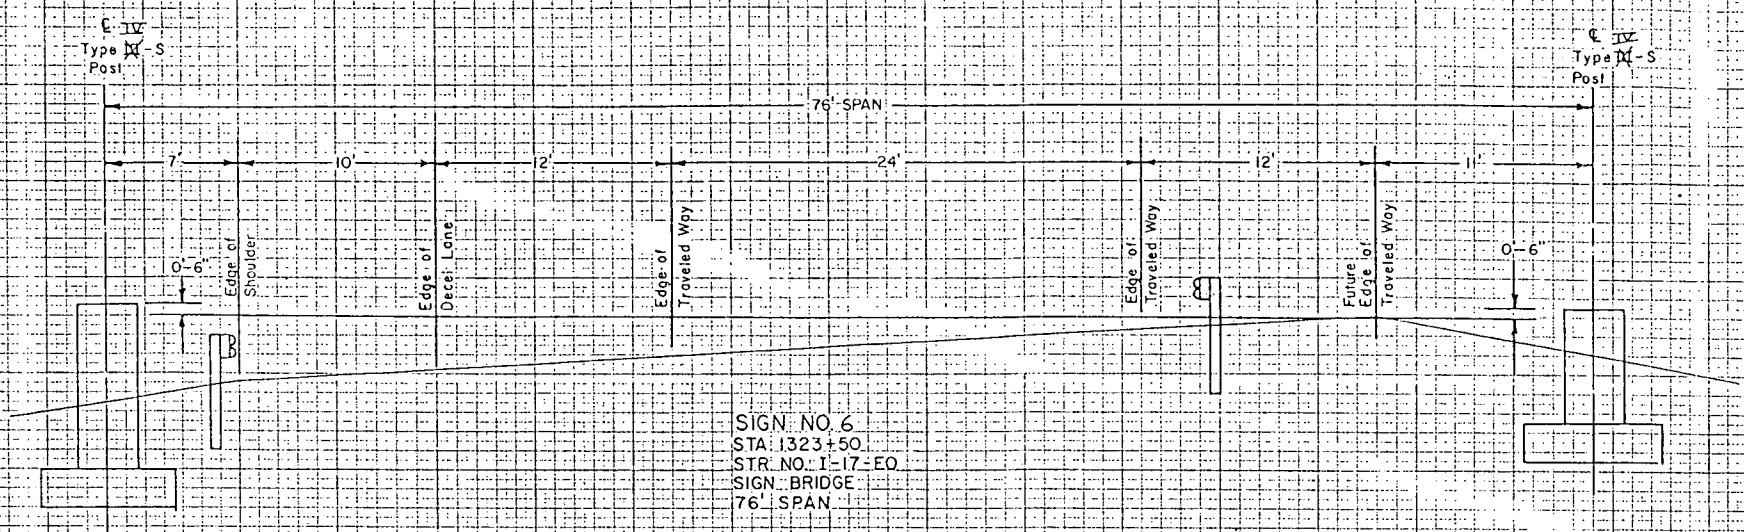 ℄ IV
Type -S
Post
℄ IV
Type -S
Post
76' SPAN
7'
10'
12'
24'
12'
11'
0'-6"
Edge of
Shoulder
Edge of
Decel Lane
Edge of
Traveled Way
Edge of
Traveled Way
Future
Edge of
Traveled Way
0'-6"
SIGN NO. 6
STA 1323+50
STR. NO. I-17-EO
SIGN BRIDGE
76' SPAN